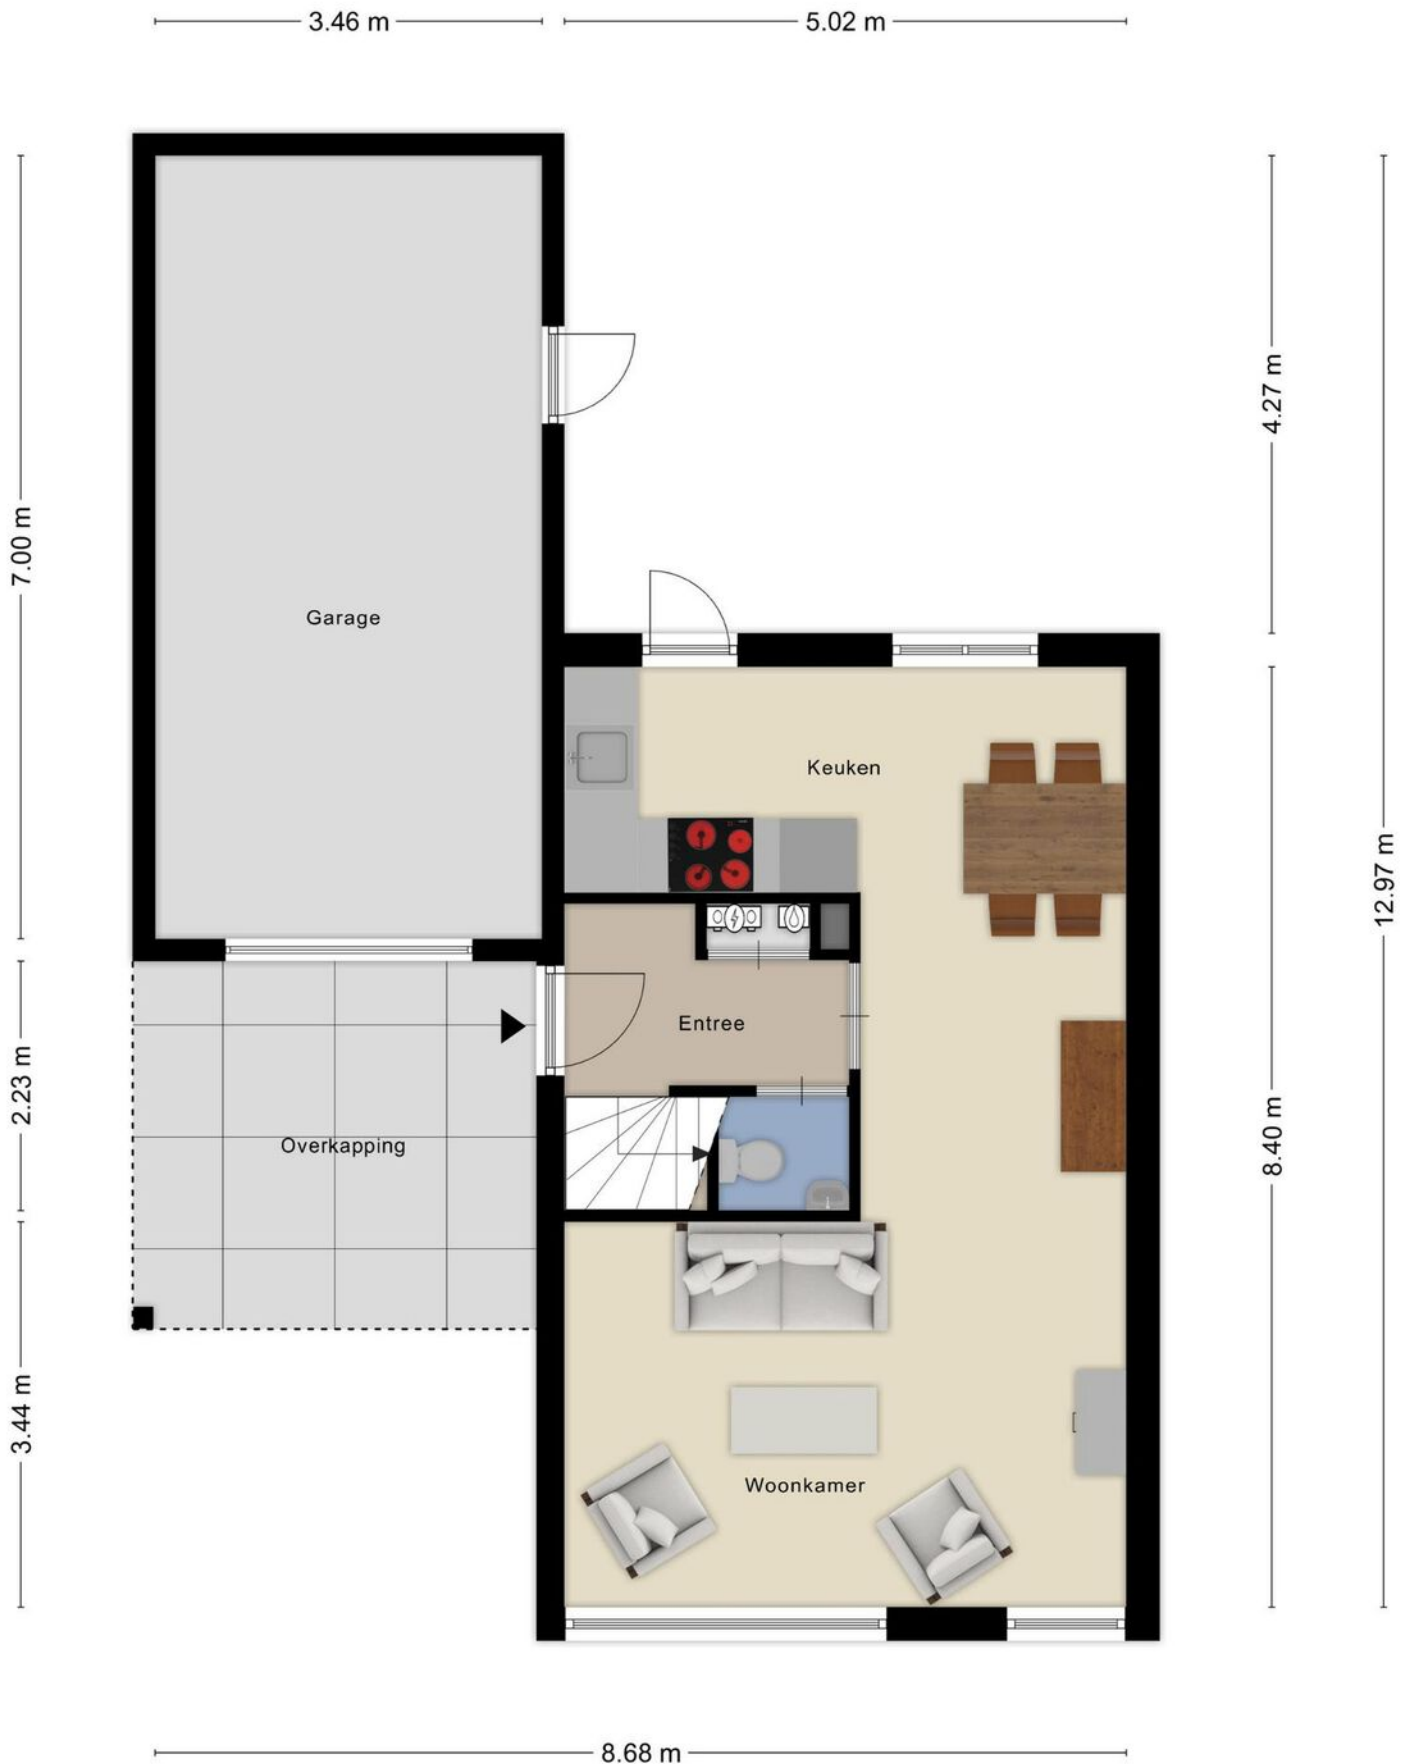 3.46 m
5.02 m
7.00 m
4.27 m
Garage
Keuken
12.97 m
Entree
2.23 m
Overkapping
8.40 m
3.44 m
Woonkamer
8.68 m